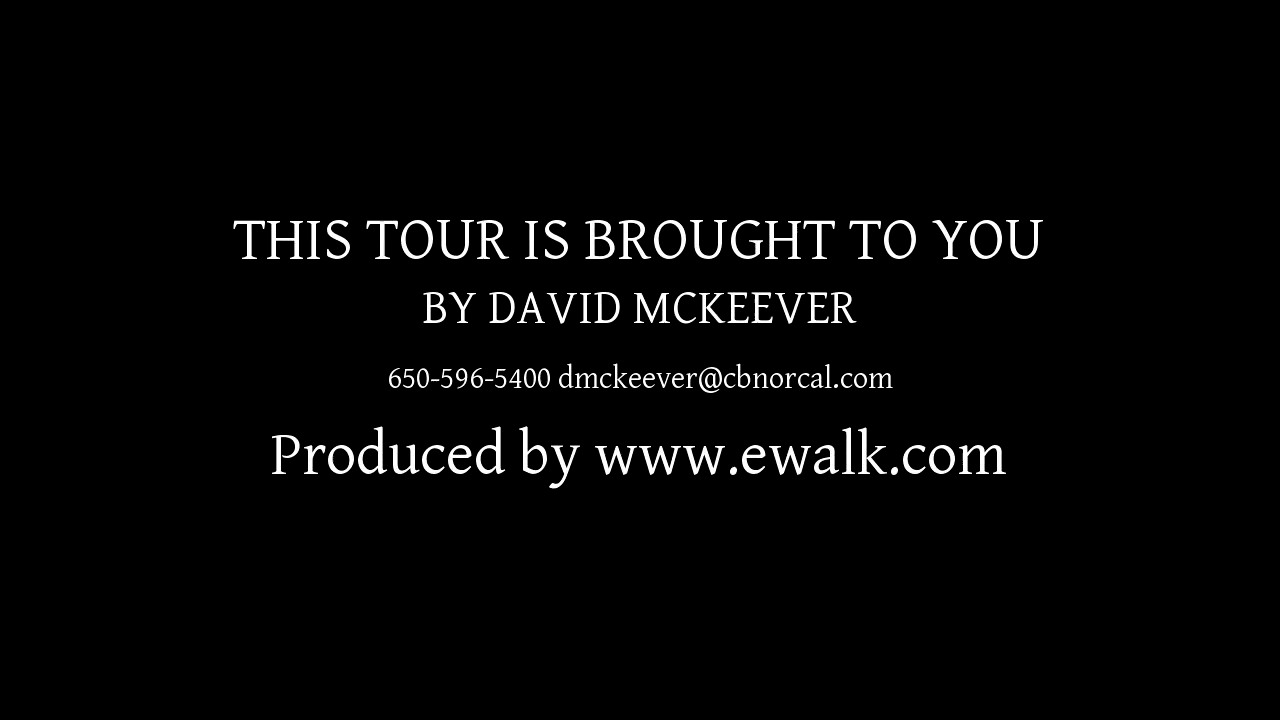 THIS TOUR IS BROUGHT TO YOU
BY DAVID MCKEEVER
650-596-5400 dmckeever@cbnorcal.com
Produced by www.ewalk.com